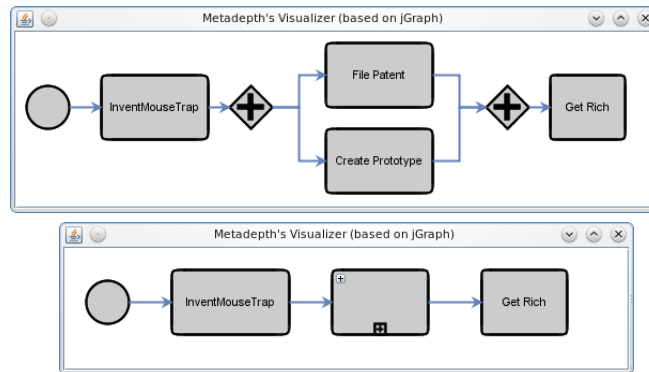 Metadepth's Visualizer (based on jGraph)
InventMouseTrap
File Patent
Create Prototype
Get Rich
Metadepth's Visualizer (based on jGraph)
InventMouseTrap
Get Rich